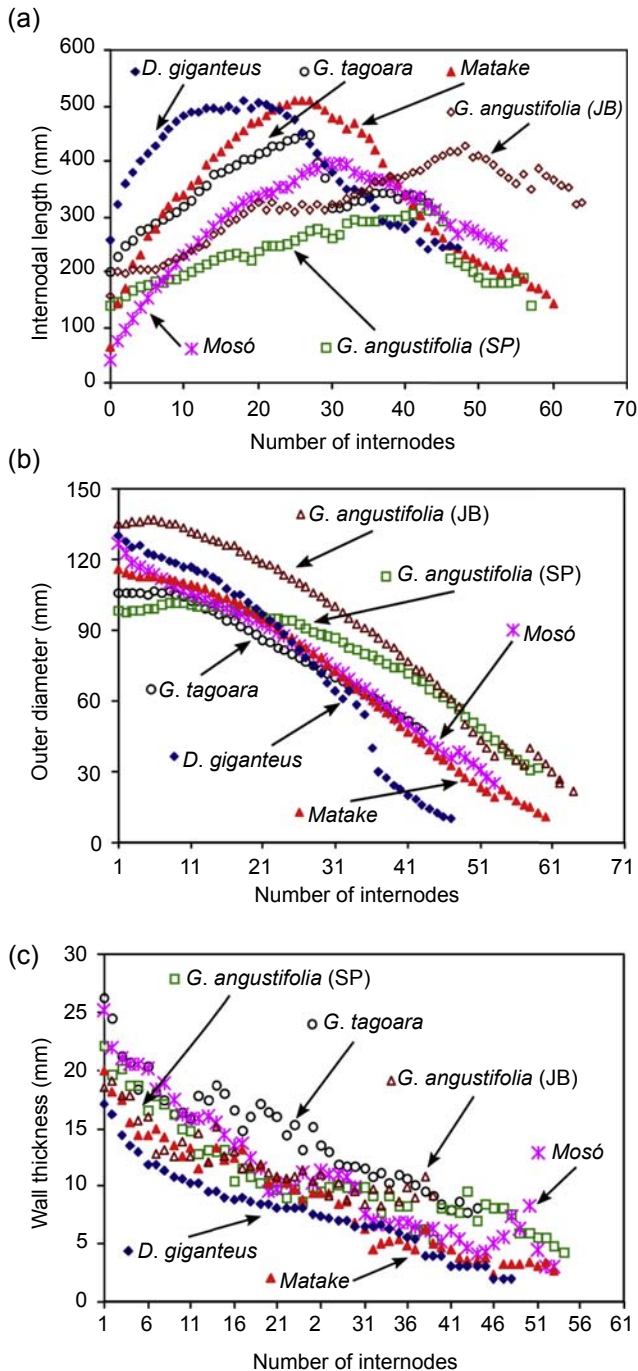 (a)
600
500
400
300
200
100
0
Internodal length (mm)
D. giganteus
G. tagoara
Matake
G. angustifolia (JB)
Mosó
G. angustifolia (SP)
0 10 20 30 40 50 60 70
Number of internodes
(b)
150
120
90
60
30
0
Outer diameter (mm)
G. angustifolia (JB)
G. angustifolia (SP)
Mosó
G. tagoara
D. giganteus
Matake
1 11 21 31 41 51 61 71
Number of internodes
(c)
30
25
20
15
10
5
0
Wall thickness (mm)
G. angustifolia (SP)
G. tagoara
G. angustifolia (JB)
Mosó
D. giganteus
Matake
1 6 11 16 21 2 31 36 41 46 51 56 61
Number of internodes